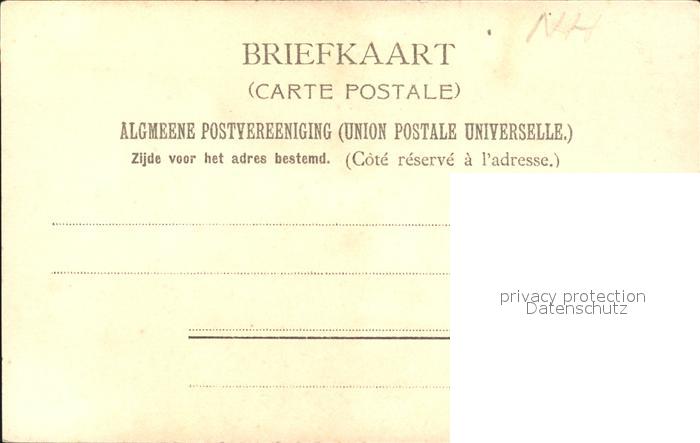 NH
BRIEFKAART
(CARTE POSTALE)
ALGMEENE POSTVEREENIGING (UNION POSTALE UNIVERSELLE.)
Zijde voor het adres bestemd. (Côté réservé à l'adresse.)
privacy protection
Datenschutz